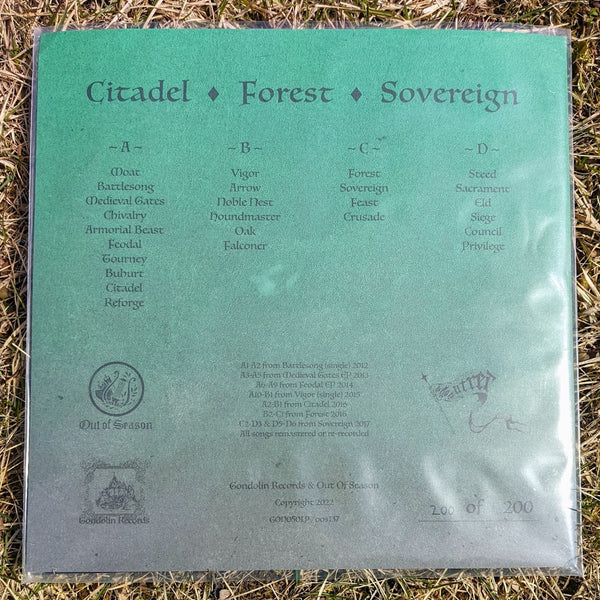 Citadel ♦ Forest ♦ Sovereign
~A~
Moat
Battlesong
Medieval Gates
Chivalry
Armorial Beast
Feodal
Tourney
Buhurt
Citadel
Reforge
~B~
Vigor
Arrow
Noble Nest
Houndmaster
Oak
Falconer
~C~
Forest
Sovereign
Feast
Crusade
~D~
Steed
Sacrament
Eld
Siege
Council
Privilege
Out of Season
Gondolin Records
A1 A2 from Battlesong (single) 2012
A3-A5 from Medieval Gates EP 2013
A6-A9 from Feodal EP 2014
A10-B1 from Vigor (single) 2015
A2-B1 from Citadel 2016
B2-C1 from Forest 2016
C2-D3 & D5-D6 from Sovereign 2017
All songs remastered or re-recorded
Gondolin Records & Out Of Season
Copyright 2022
200 of 200